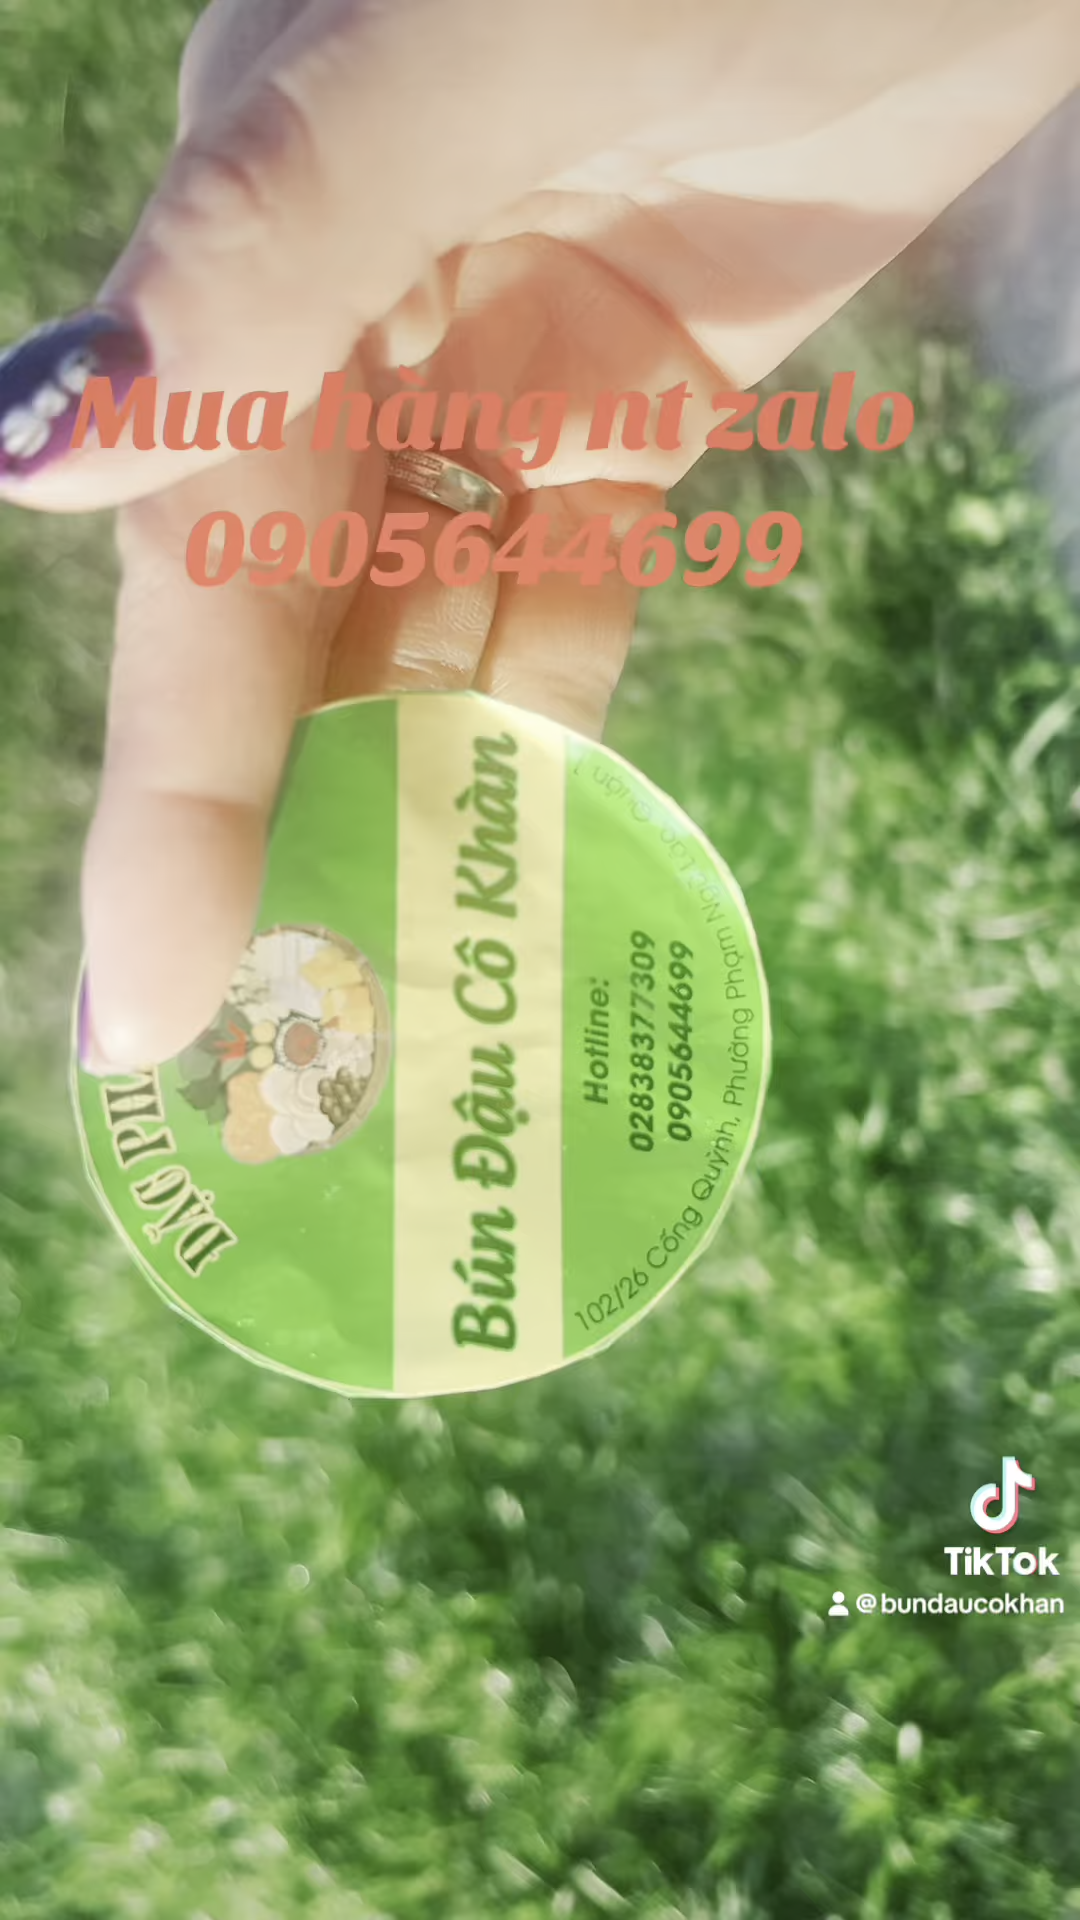 Mua hàng nt zalo
0905644699
ĐẶC
Bún Đậu Cô Khàn
Hotline:
02838377309
0905644699
102/26 Cống Quỳnh, Phường Phạm Ngũ Lão, Quận 1
TikTok
@bundaucokhan